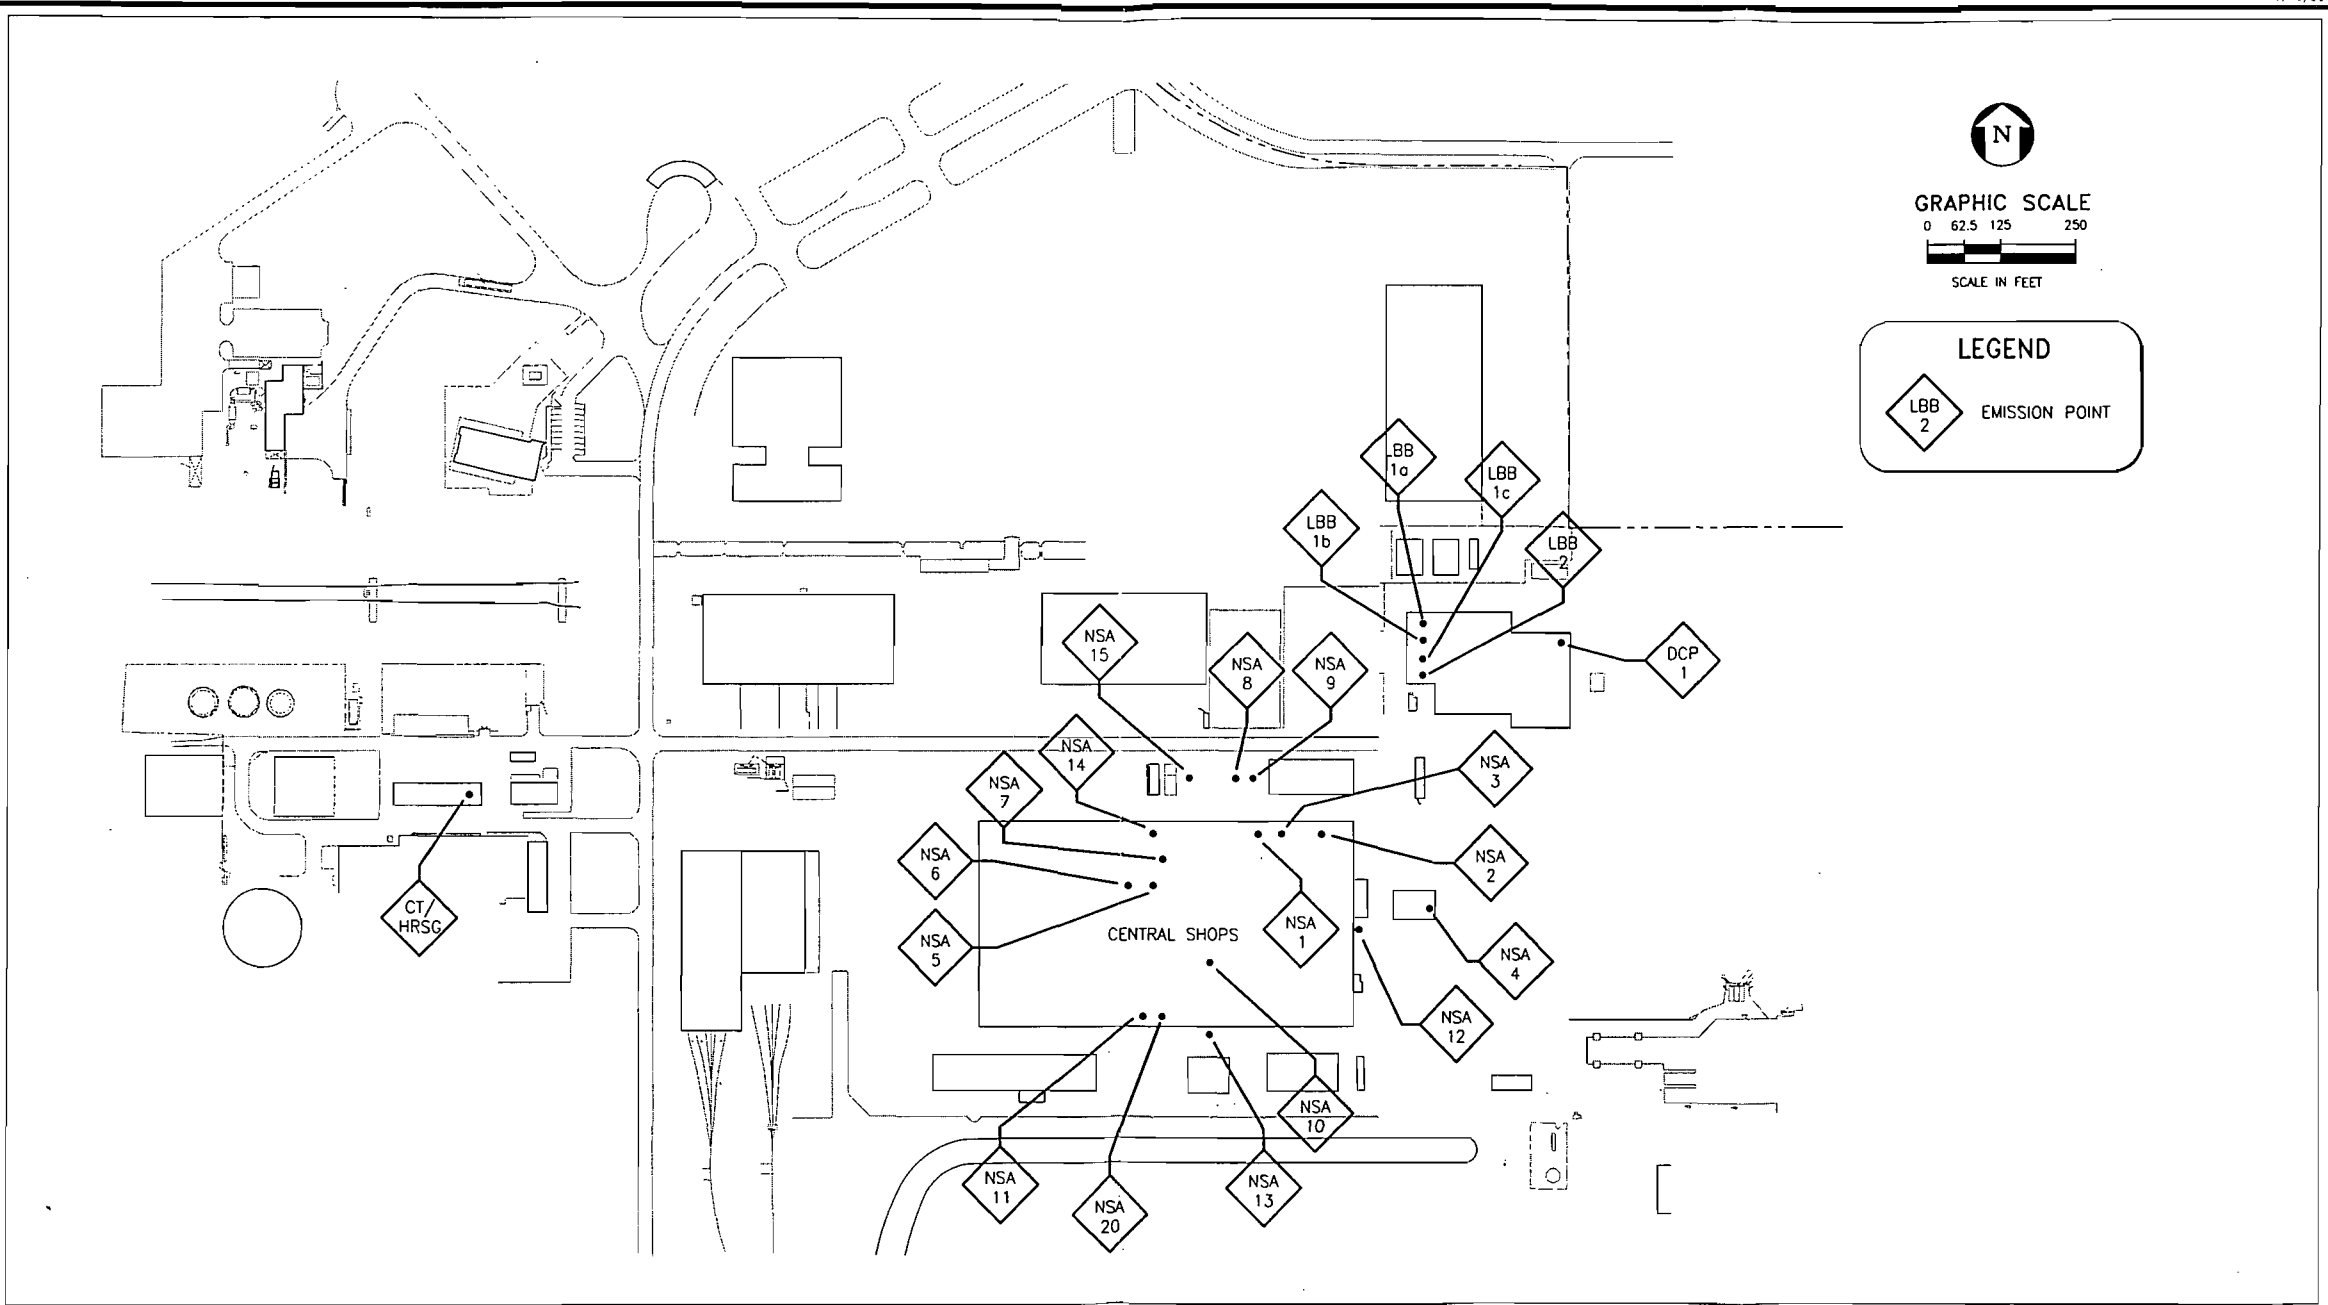 N
GRAPHIC SCALE
0 62.5 125 250
SCALE IN FEET
LEGEND
LBB
2
EMISSION POINT
LBB
1a
LBB
1c
LBB
1b
LBB
2
NSA
15
NSA
8
NSA
9
DCP
1
NSA
14
NSA
7
NSA
3
NSA
6
NSA
2
CT/
HRSG
NSA
5
CENTRAL SHOPS
NSA
1
NSA
4
NSA
12
NSA
10
NSA
11
NSA
20
NSA
13